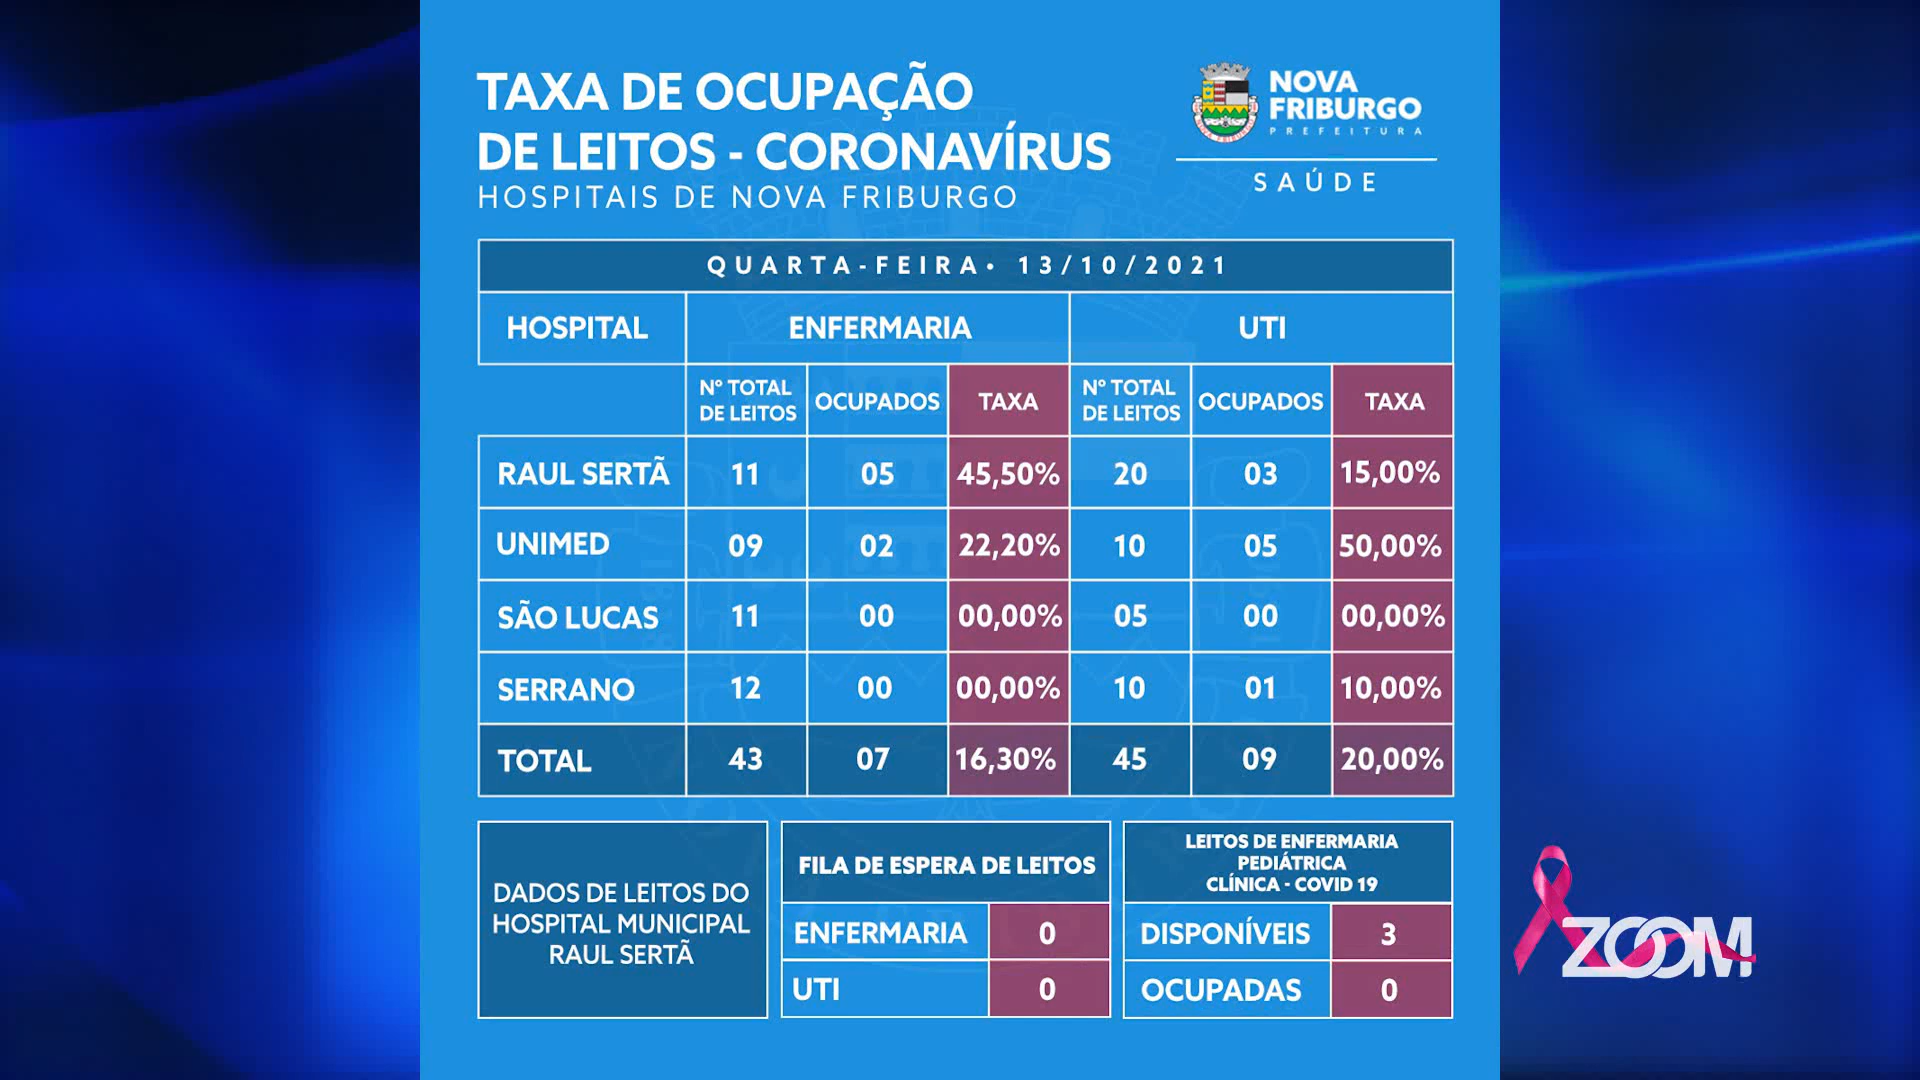 TAXA DE OCUPAÇÃO
DE LEITOS - CORONAVÍRUS
HOSPITAIS DE NOVA FRIBURGO
NOVA
FRIBURGO
PREFEITURA
SAÚDE
QUARTA-FEIRA• 13/10/2021
HOSPITAL ENFERMARIA UTI
Nº TOTAL DE LEITOS OCUPADOS TAXA Nº TOTAL DE LEITOS OCUPADOS TAXA
RAUL SERTÃ 11 05 45,50% 20 03 15,00%
UNIMED 09 02 22,20% 10 05 50,00%
SÃO LUCAS 11 00 00,00% 05 00 00,00%
SERRANO 12 00 00,00% 10 01 10,00%
TOTAL 43 07 16,30% 45 09 20,00%
DADOS DE LEITOS DO
HOSPITAL MUNICIPAL
RAUL SERTÃ
FILA DE ESPERA DE LEITOS
ENFERMARIA 0
UTI 0
LEITOS DE ENFERMARIA
PEDIÁTRICA
CLÍNICA - COVID 19
DISPONÍVEIS 3
OCUPADAS 0
ZOOM!